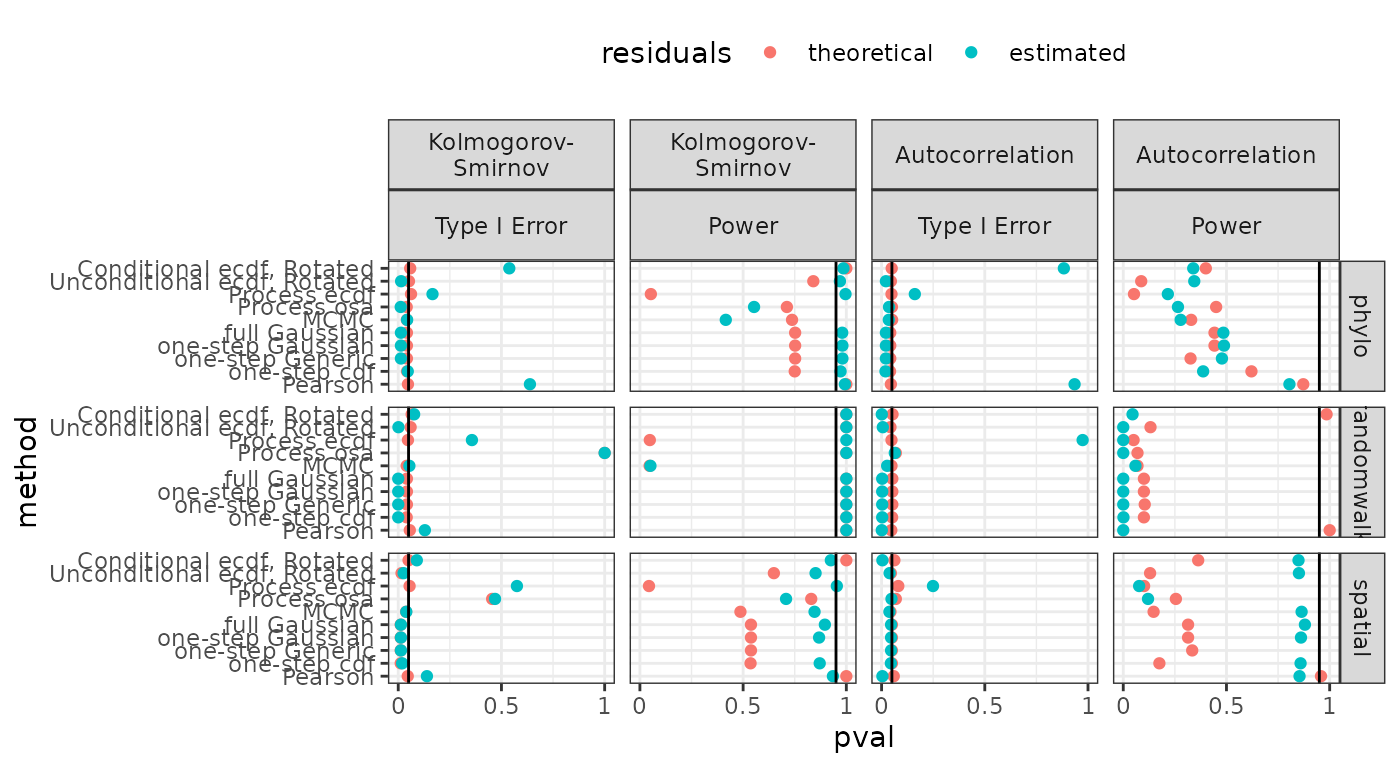 residuals theoretical estimated
Kolmogorov-
Smirnov
Kolmogorov-
Smirnov
Autocorrelation
Autocorrelation
Type I Error
Power
Type I Error
Power
Conditional ecdf, Rotated
Unconditional ecdf, Rotated
Process ecdf
Process osa
MCMC
full Gaussian
one-step Gaussian
one-step Generic
one-step cdf
Pearson
phylo
Conditional ecdf, Rotated
Unconditional ecdf, Rotated
Process ecdf
Process osa
MCMC
full Gaussian
one-step Gaussian
one-step Generic
one-step cdf
Pearson
andomwalk
Conditional ecdf, Rotated
Unconditional ecdf, Rotated
Process ecdf
Process osa
MCMC
full Gaussian
one-step Gaussian
one-step Generic
one-step cdf
Pearson
spatial
method
0 0.5 1 0 0.5 1 0 0.5 1 0 0.5 1
pval